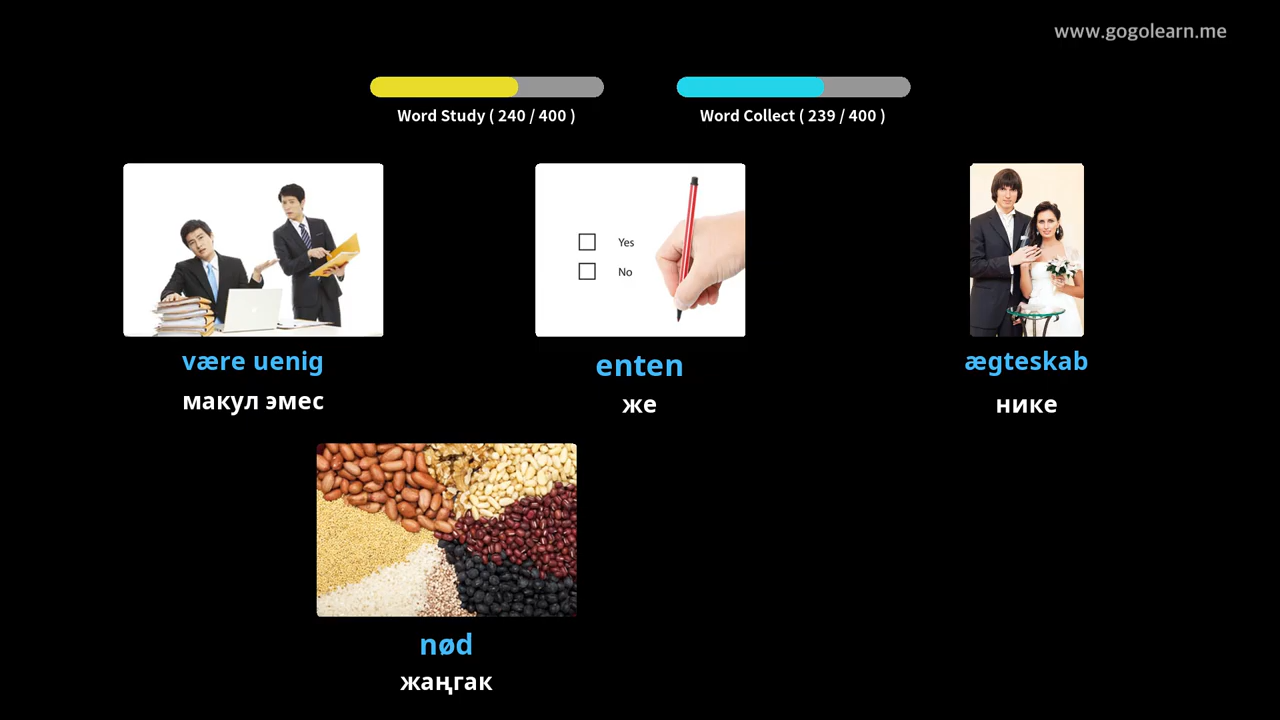 www.gogolearn.me
Word Study ( 240 / 400 )
Word Collect ( 239 / 400 )
Yes
No
være uenig
enten
ægteskab
макул эмес
же
нике
nød
жаңгак